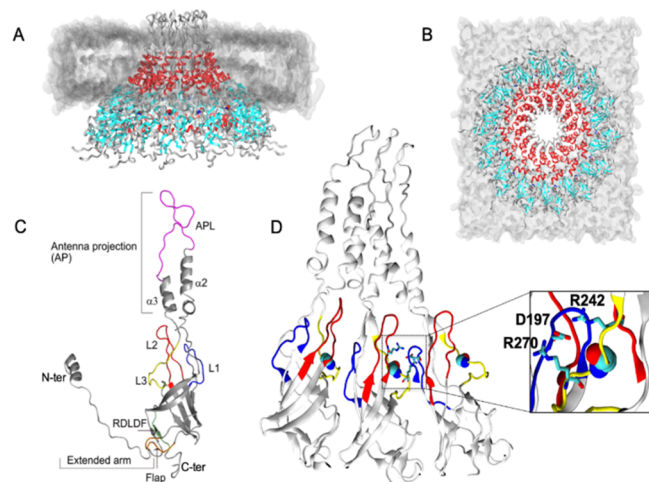 A
B
C
APL
Antenna projection
(AP)
α2
α3
L2
L1
L3
N-ter
RDLDF
C-ter
Extended arm
Flap
D
R242
D197
R270